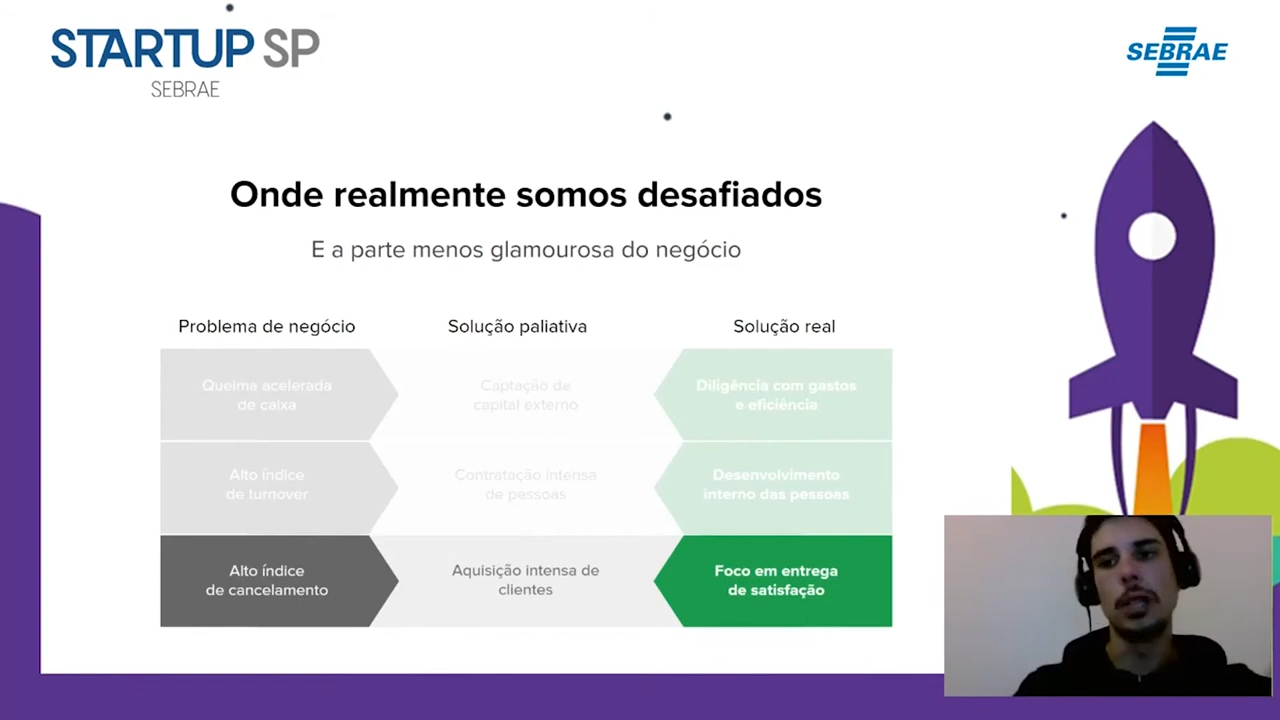 STARTUP SP
SEBRAE
SEBRAE
Onde realmente somos desafiados
E a parte menos glamourosa do negócio
Problema de negócio
Solução paliativa
Solução real
Queima acelerada
de caixa
Captação de
capital externo
Diligência com gastos
e eficiência
Alto índice
de turnover
Contratação intensa
de pessoas
Desenvolvimento
interno das pessoas
Alto índice
de cancelamento
Aquisição intensa de
clientes
Foco em entrega
de satisfação